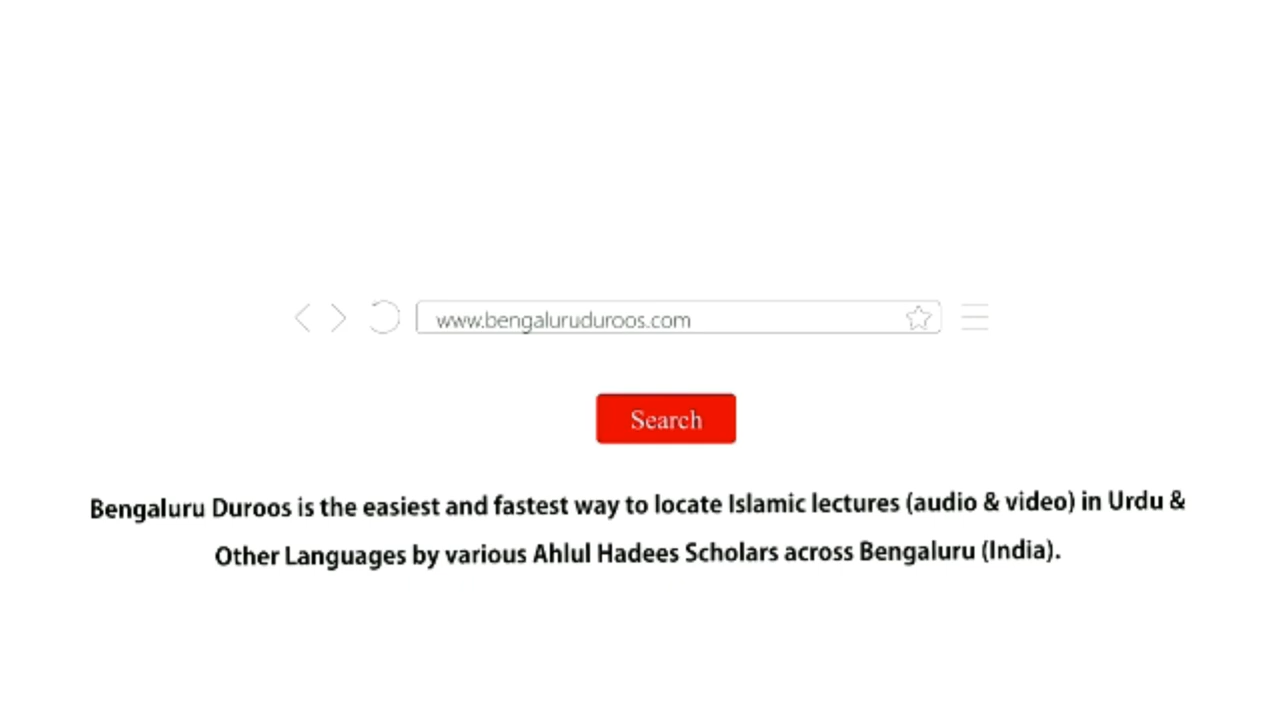 www.bengaluruduroos.com
Search
Bengaluru Duroos is the easiest and fastest way to locate Islamic lectures (audio & video) in Urdu &
Other Languages by various Ahlul Hadees Scholars across Bengaluru (India).